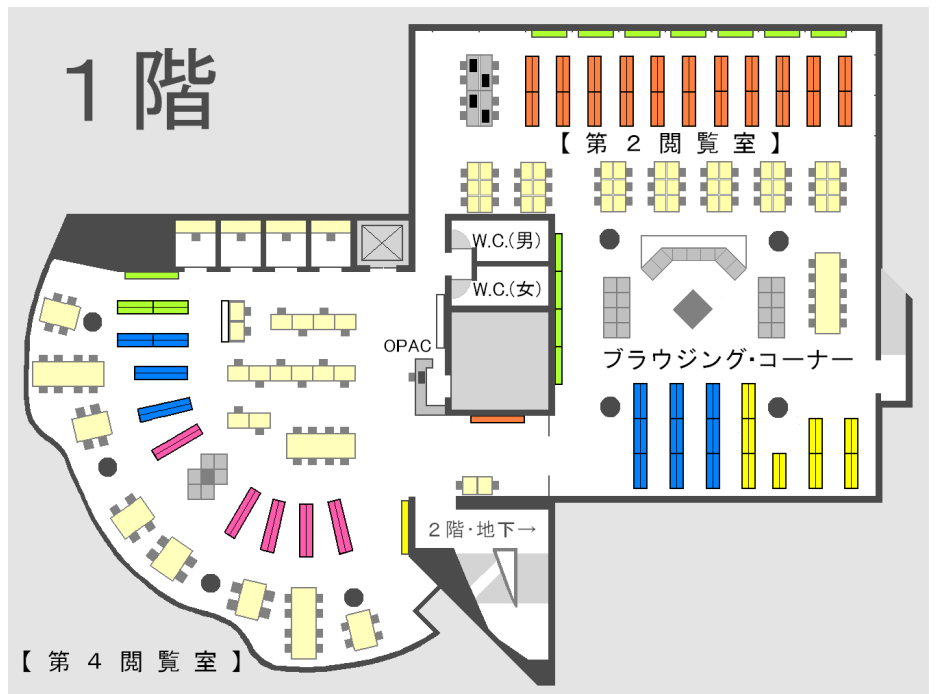 1階
【第2閲覧室】
W.C.(男)
W.C.(女)
OPAC
ブラウジング・コーナー
2階・地下→
【第4閲覧室】